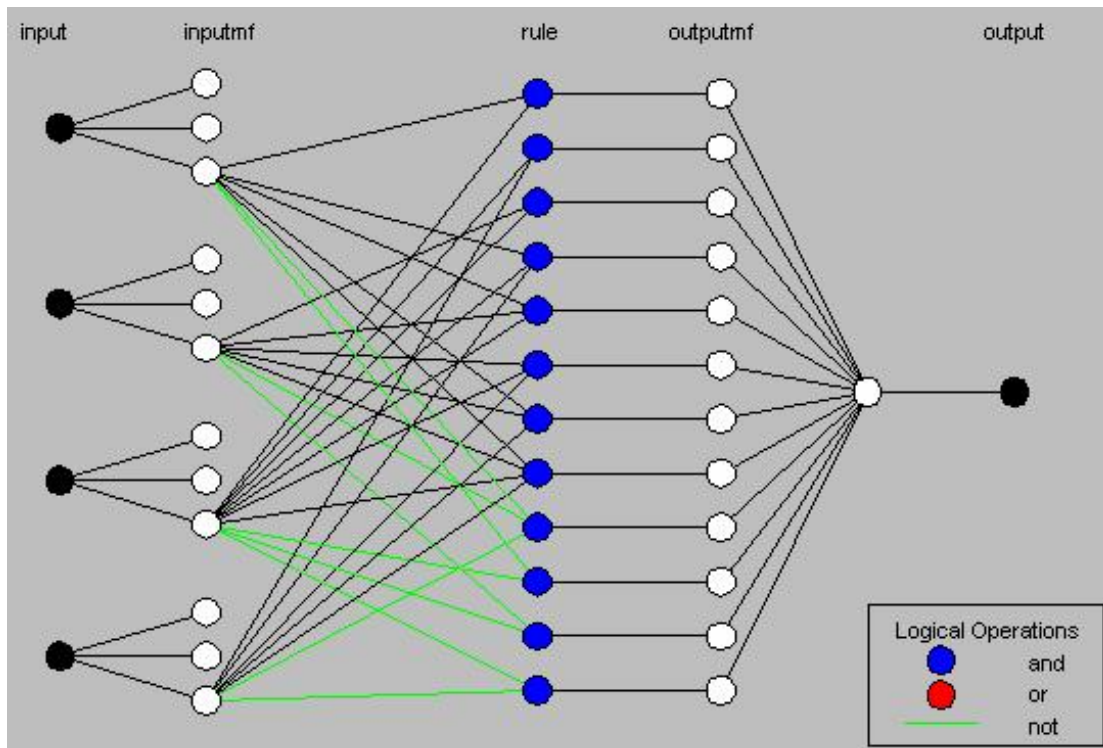 input inputmf rule outputmf output
Logical Operations
and
or
not